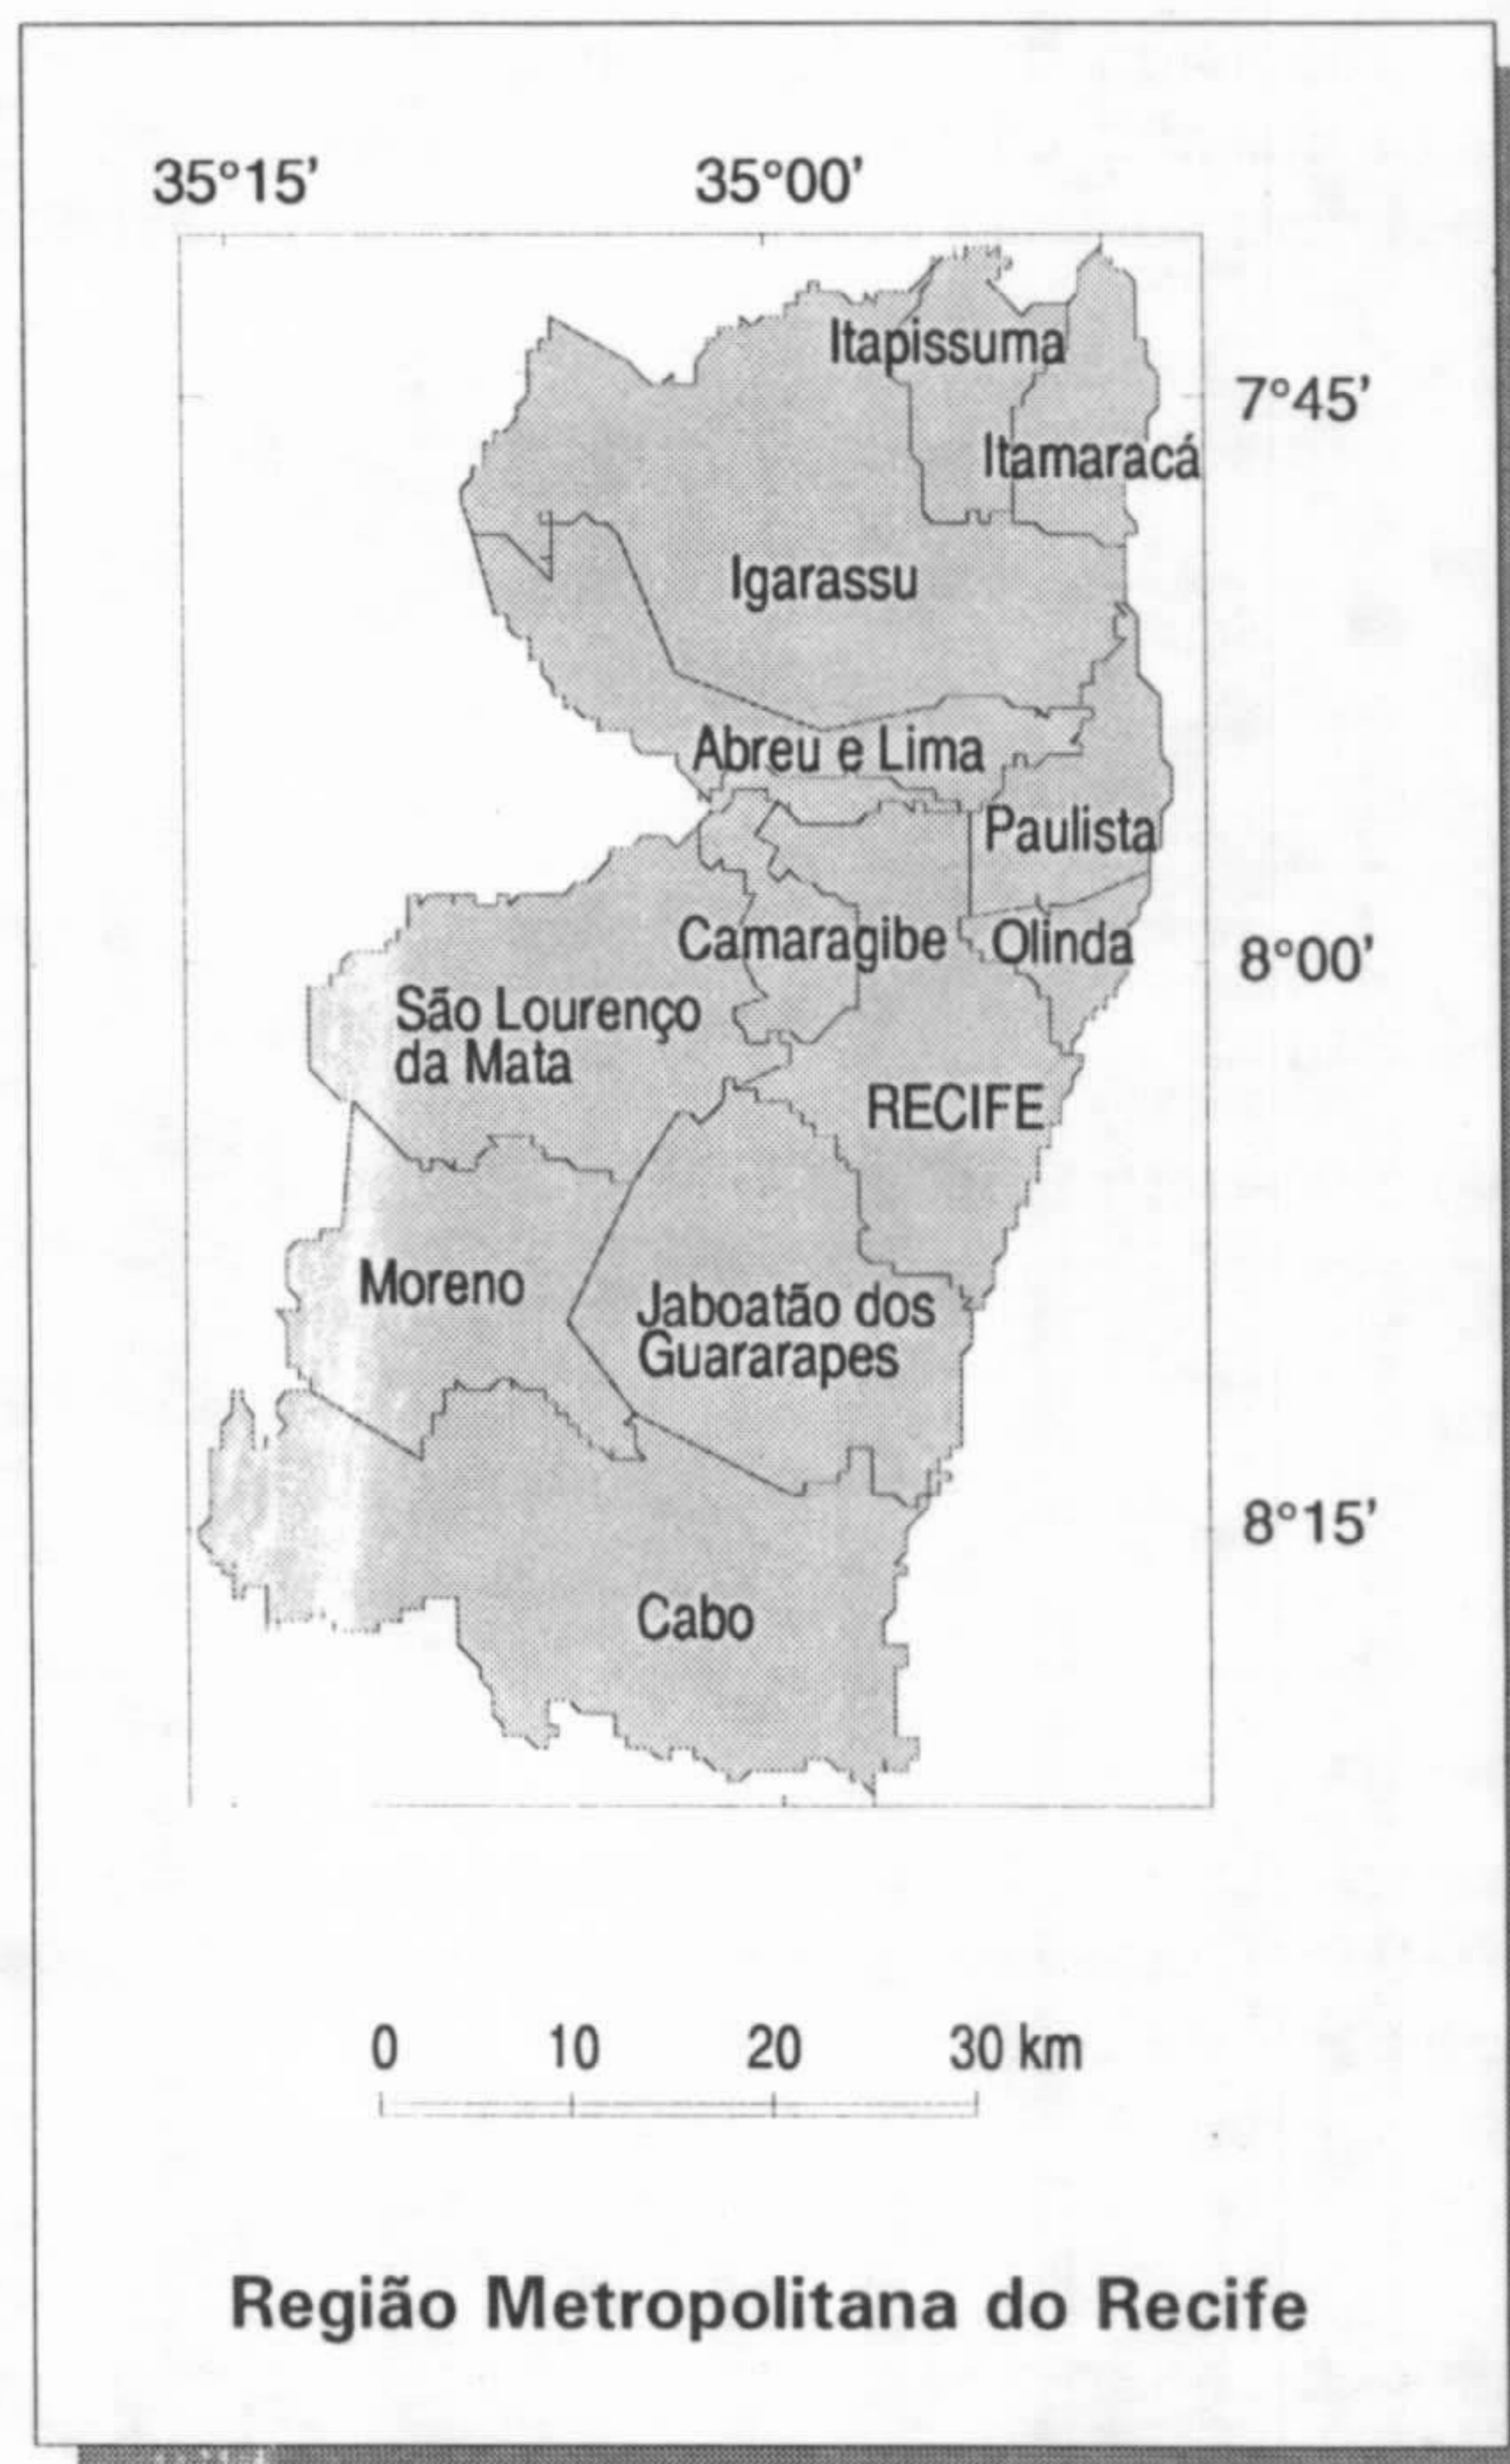 35°15' 35°00'
Itapissuma
7°45'
Itamaracá
Igarassu
Abreu e Lima
Paulista
Camaragibe
Olinda
8°00'
São Lourenço
da Mata
RECIFE
Moreno
Jaboatão dos
Guararapes
8°15'
Cabo
0 10 20 30 km
Região Metropolitana do Recife